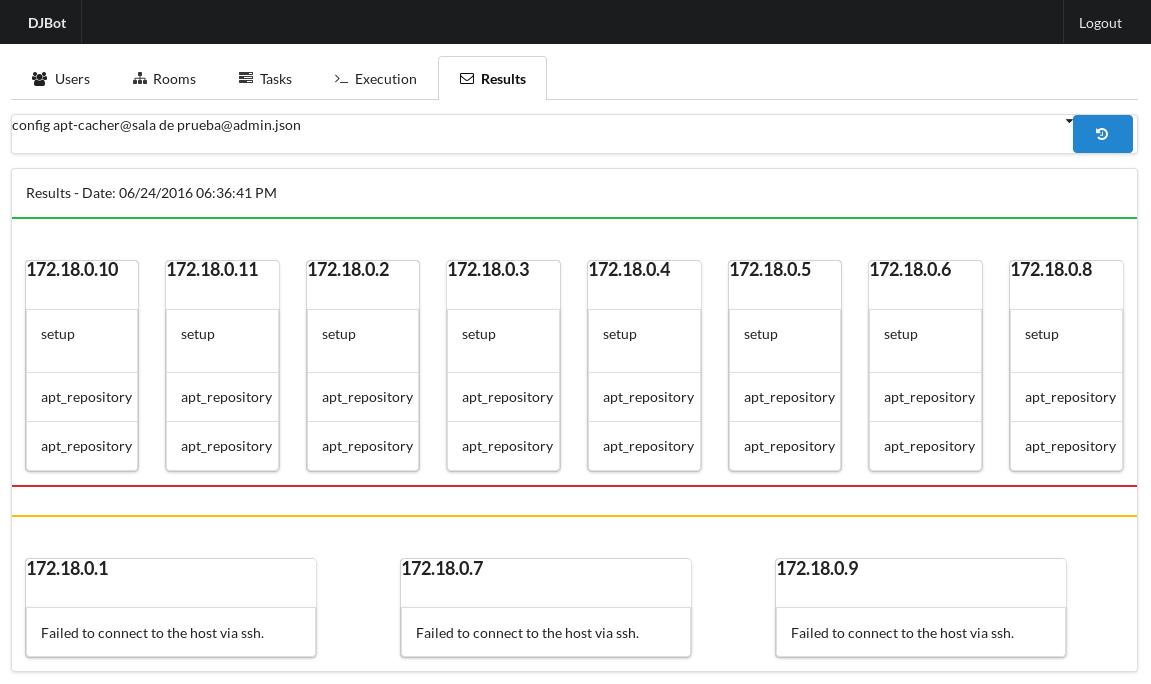 DJBot Logout
Users Rooms Tasks Execution Results
config apt-cacher@sala de prueba@admin.json
Results - Date: 06/24/2016 06:36:41 PM
172.18.0.10 172.18.0.11 172.18.0.2 172.18.0.3 172.18.0.4 172.18.0.5 172.18.0.6 172.18.0.8
setup setup setup setup setup setup setup setup
apt_repository apt_repository apt_repository apt_repository apt_repository apt_repository apt_repository apt_repository
apt_repository apt_repository apt_repository apt_repository apt_repository apt_repository apt_repository apt_repository
172.18.0.1 172.18.0.7 172.18.0.9
Failed to connect to the host via ssh. Failed to connect to the host via ssh. Failed to connect to the host via ssh.